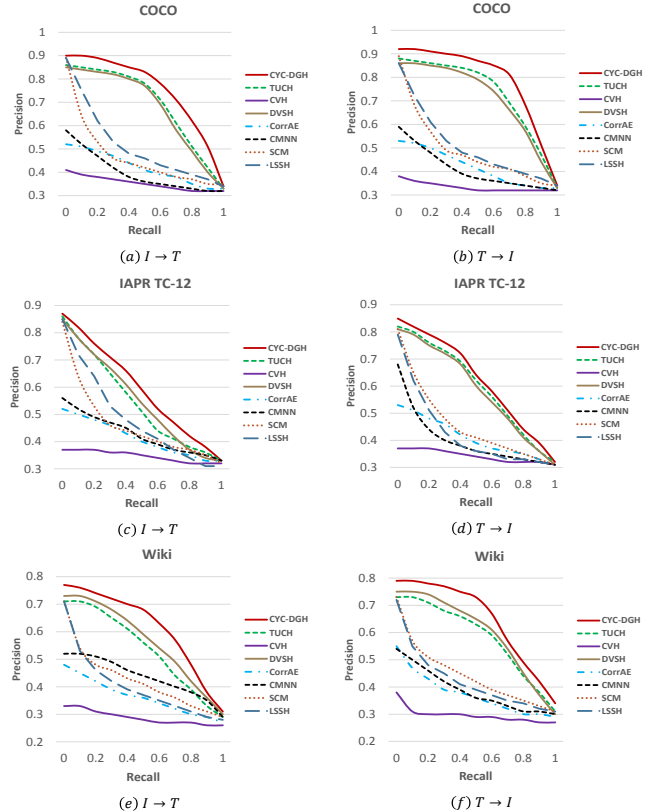 COCO
1
0.9
0.8
0.7
0.6
0.5
0.4
0.3
Precision
0 0.2 0.4 0.6 0.8 1
Recall
CYC-DGH
TUCH
CVH
DVSH
CorrAE
CMNN
SCM
LSSH
(a) I → T
COCO
1
0.9
0.8
0.7
0.6
0.5
0.4
0.3
Precision
0 0.2 0.4 0.6 0.8 1
Recall
CYC-DGH
TUCH
CVH
DVSH
CorrAE
CMNN
SCM
LSSH
(b) T → I
IAPR TC-12
0.9
0.8
0.7
0.6
0.5
0.4
0.3
Precision
0 0.2 0.4 0.6 0.8 1
Recall
CYC-DGH
TUCH
CVH
DVSH
CorrAE
CMNN
SCM
LSSH
(c) I → T
IAPR TC-12
0.9
0.8
0.7
0.6
0.5
0.4
0.3
Precision
0 0.2 0.4 0.6 0.8 1
Recall
CYC-DGH
TUCH
CVH
DVSH
CorrAE
CMNN
SCM
LSSH
(d) T → I
Wiki
0.8
0.7
0.6
0.5
0.4
0.3
0.2
Precision
0 0.2 0.4 0.6 0.8 1
Recall
CYC-DGH
TUCH
CVH
DVSH
CorrAE
CMNN
SCM
LSSH
(e) I → T
Wiki
0.8
0.7
0.6
0.5
0.4
0.3
0.2
Precision
0 0.2 0.4 0.6 0.8 1
Recall
CYC-DGH
TUCH
CVH
DVSH
CorrAE
CMNN
SCM
LSSH
(f) T → I